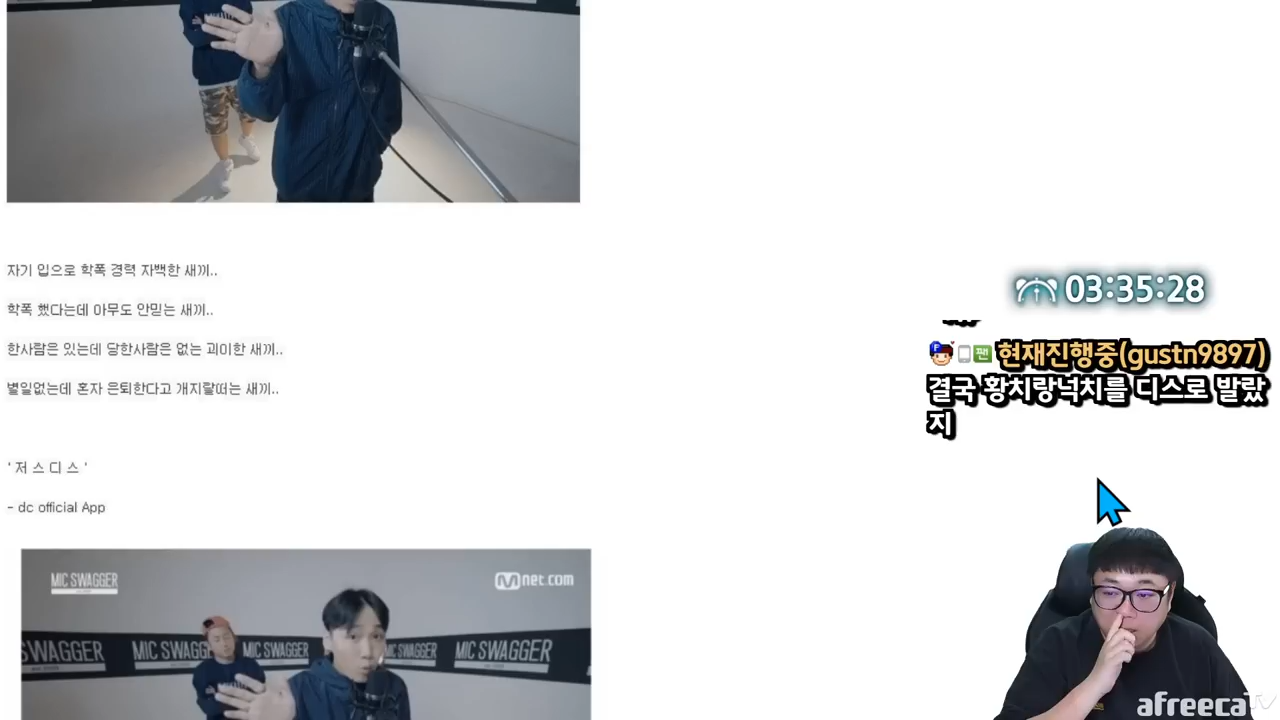 자기 입으로 학폭 경력 자백한 새끼..
학폭 했다는데 아무도 안믿는 새끼..
한사람은 있는데 당한사람은 없는 괴이한 새끼..
별일없는데 혼자 은퇴한다고 개지랄떠는 새끼..
' 저 스 디 스 '
- dc official App
MIC SWAGGER
Mnet.com
SWAGGER
MIC SWAGG
MIC SWAGGER
SWAGGER
MIC SWAGGER
03:35:28
팬 현재진행중(gustn9897)
결국 황치랑넉치를 디스로 발랐
지
afreecaTV